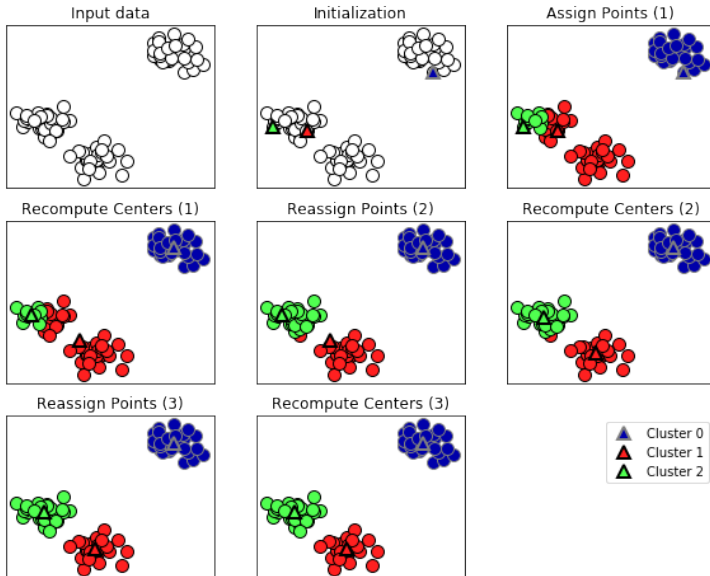 Input data
Initialization
Assign Points (1)
Recompute Centers (1)
Reassign Points (2)
Recompute Centers (2)
Reassign Points (3)
Recompute Centers (3)
Cluster 0
Cluster 1
Cluster 2